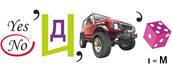 Yes
No
'Ц, Д , '
I = M